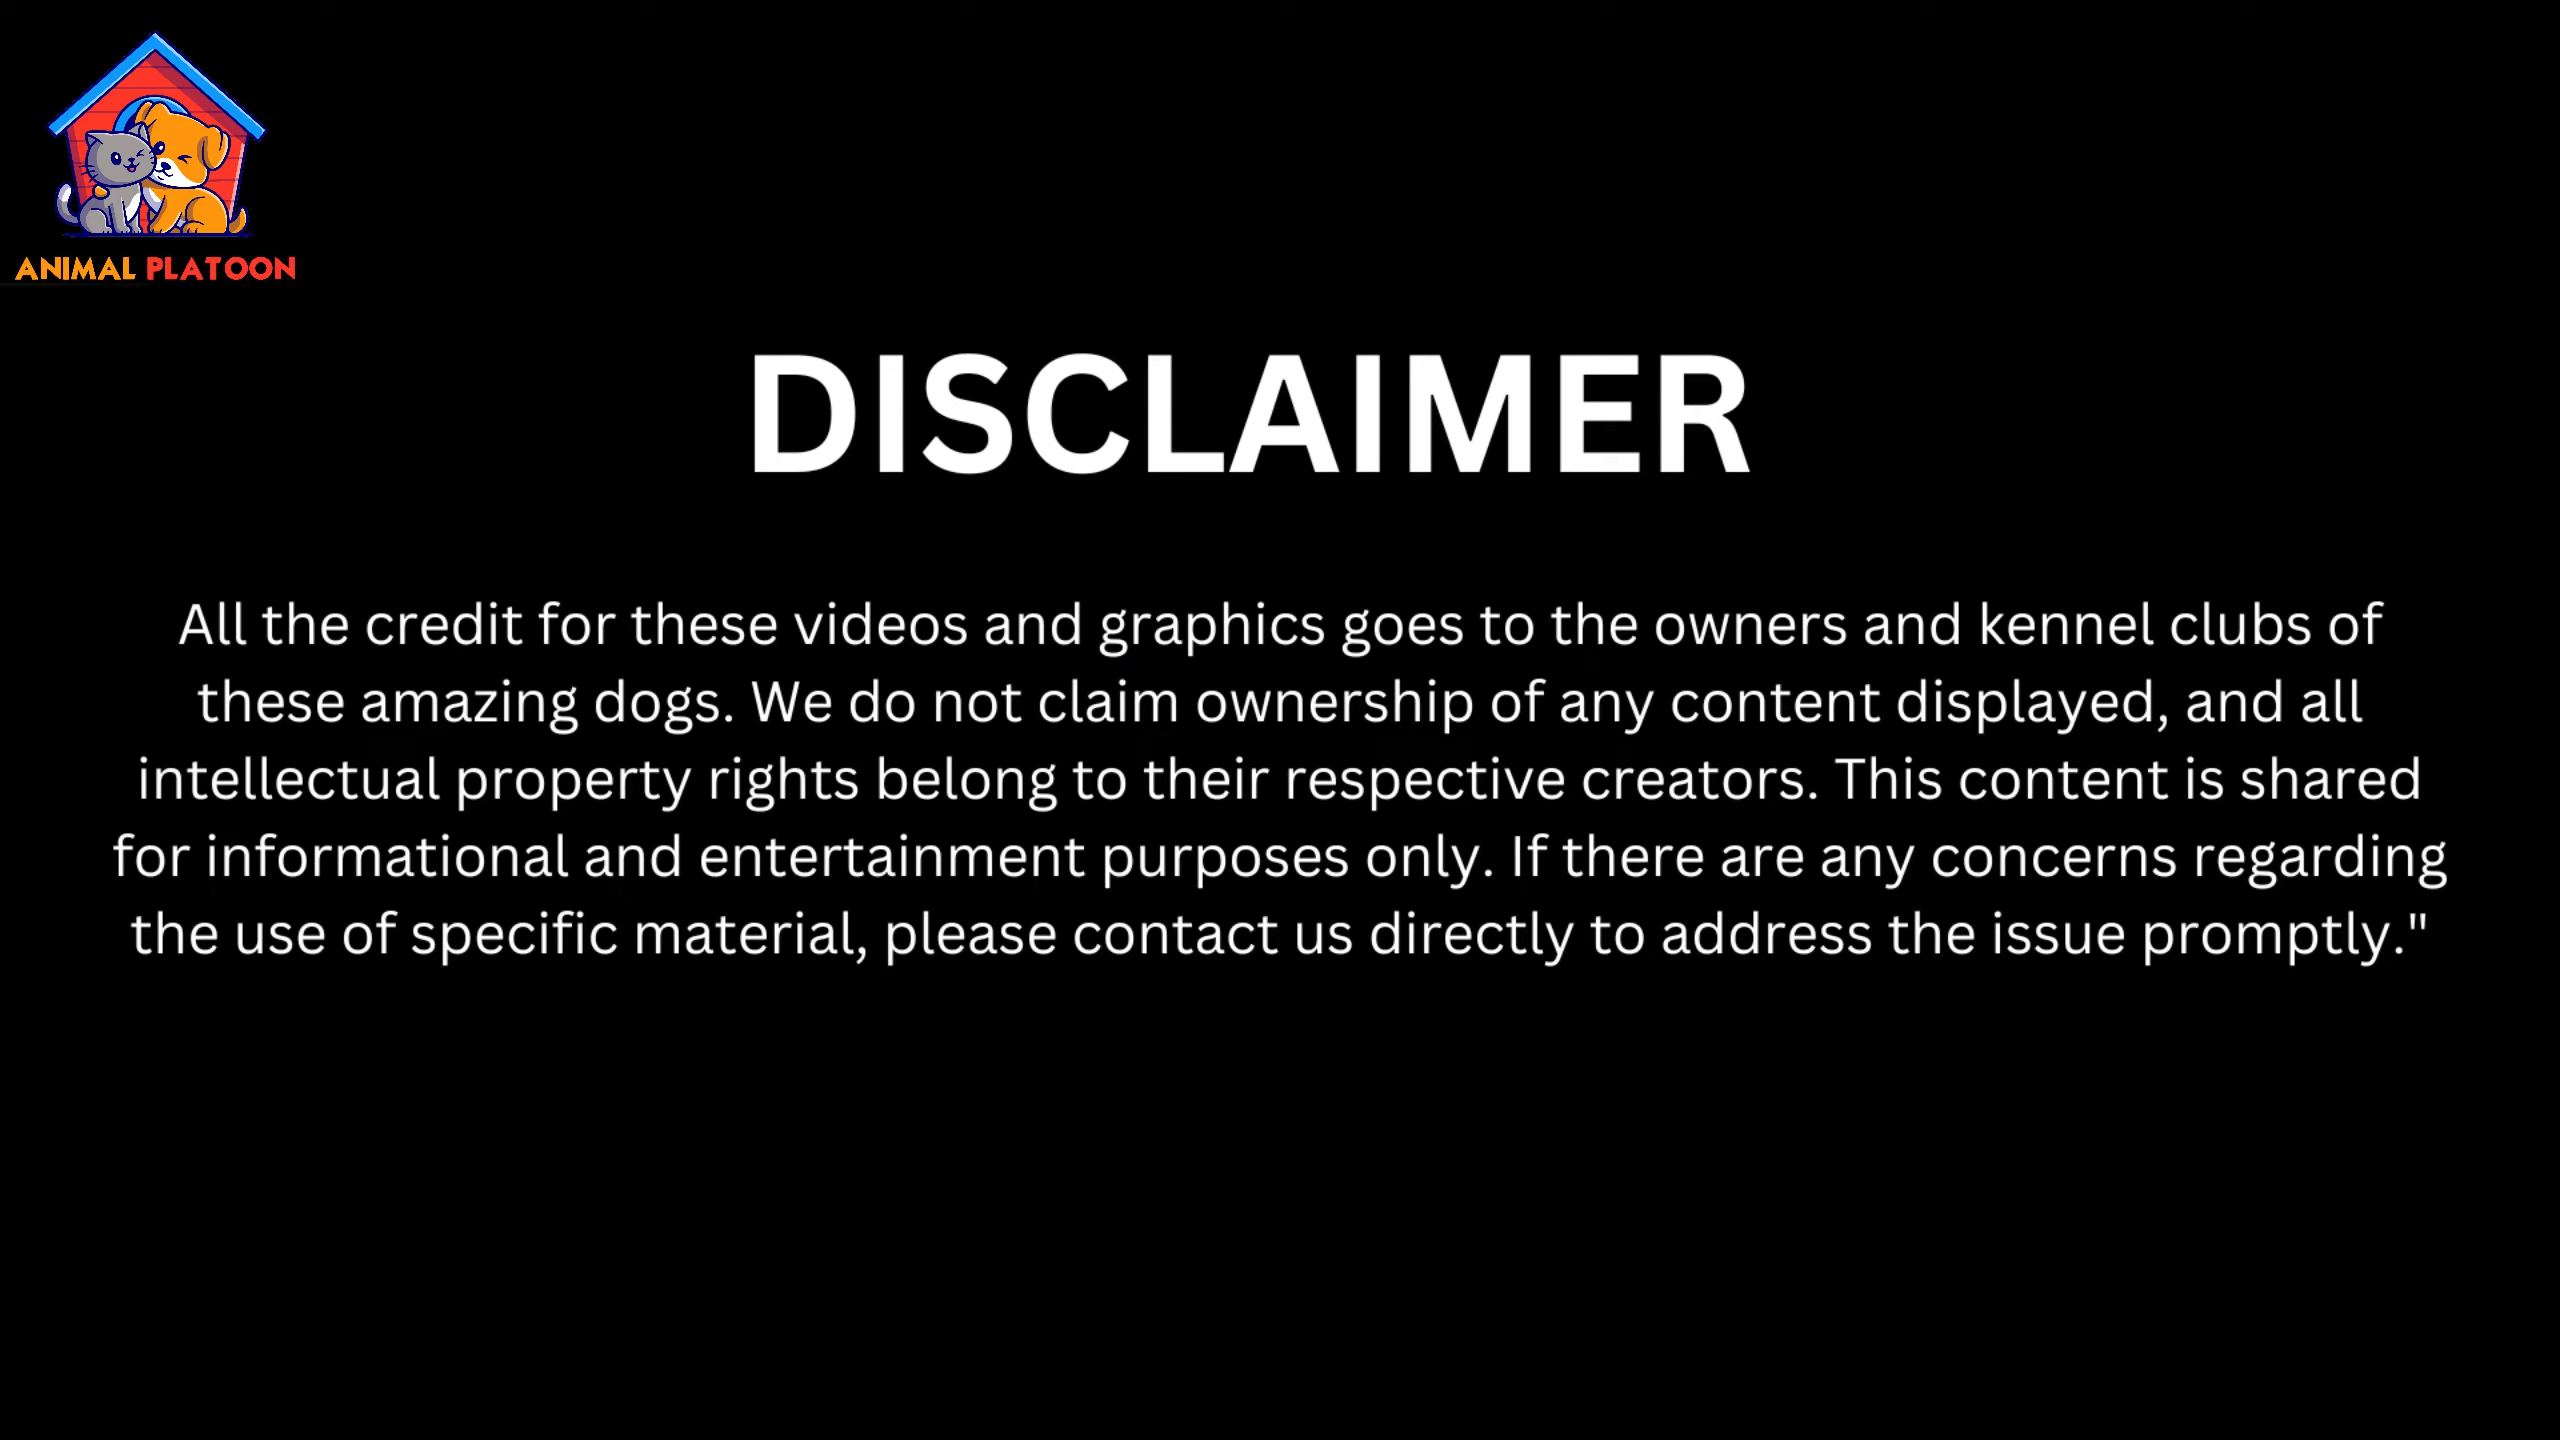 ANIMAL PLATOON
DISCLAIMER
All the credit for these videos and graphics goes to the owners and kennel clubs of
these amazing dogs. We do not claim ownership of any content displayed, and all
intellectual property rights belong to their respective creators. This content is shared
for informational and entertainment purposes only. If there are any concerns regarding
the use of specific material, please contact us directly to address the issue promptly."